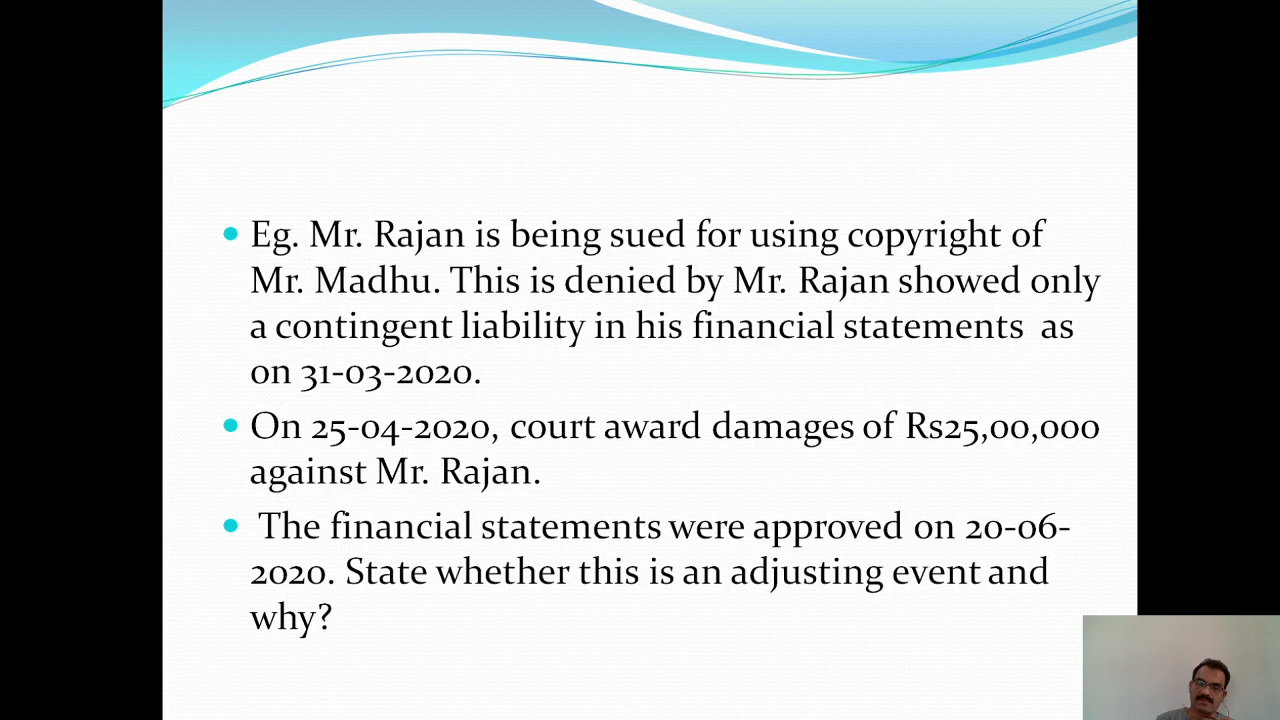 Eg. Mr. Rajan is being sued for using copyright of
Mr. Madhu. This is denied by Mr. Rajan showed only
a contingent liability in his financial statements as
on 31-03-2020.
On 25-04-2020, court award damages of Rs25,00,000
against Mr. Rajan.
The financial statements were approved on 20-06-
2020. State whether this is an adjusting event and
why?